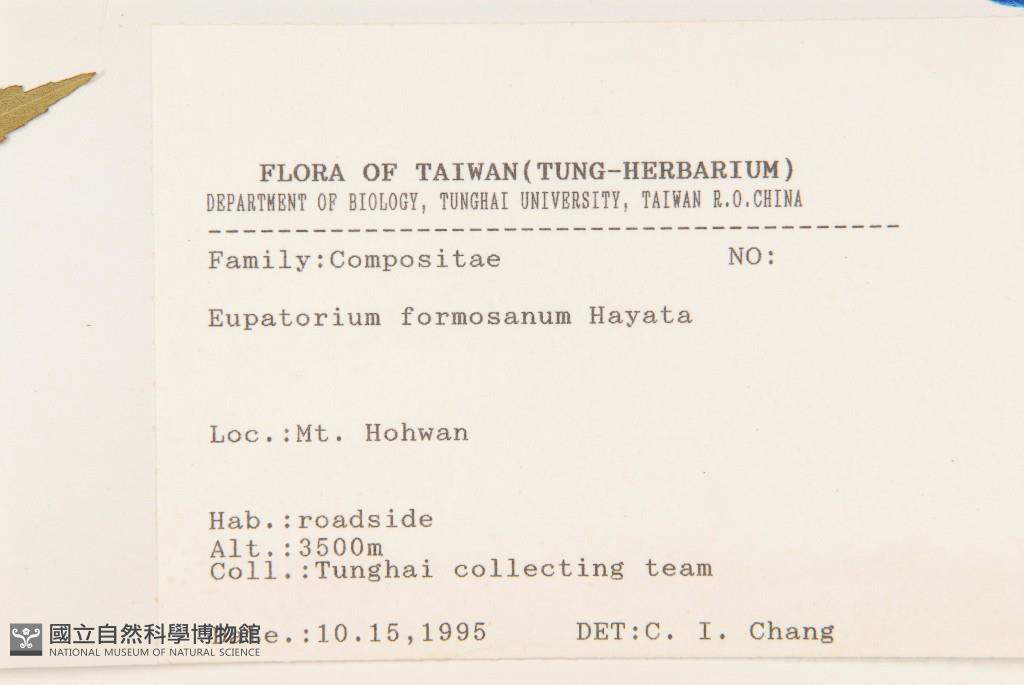 FLORA OF TAIWAN(TUNG-HERBARIUM)
DEPARTMENT OF BIOLOGY, TUNGHAI UNIVERSITY, TAIWAN R.O.CHINA
----------------------------------------
Family:Compositae NO:
Eupatorium formosanum Hayata
Loc.:Mt. Hohwan
Hab.:roadside
Alt.:3500m
Coll.:Tunghai collecting team
Date.:10.15,1995 DET:C. I. Chang
國立自然科學博物館
NATIONAL MUSEUM OF NATURAL SCIENCE